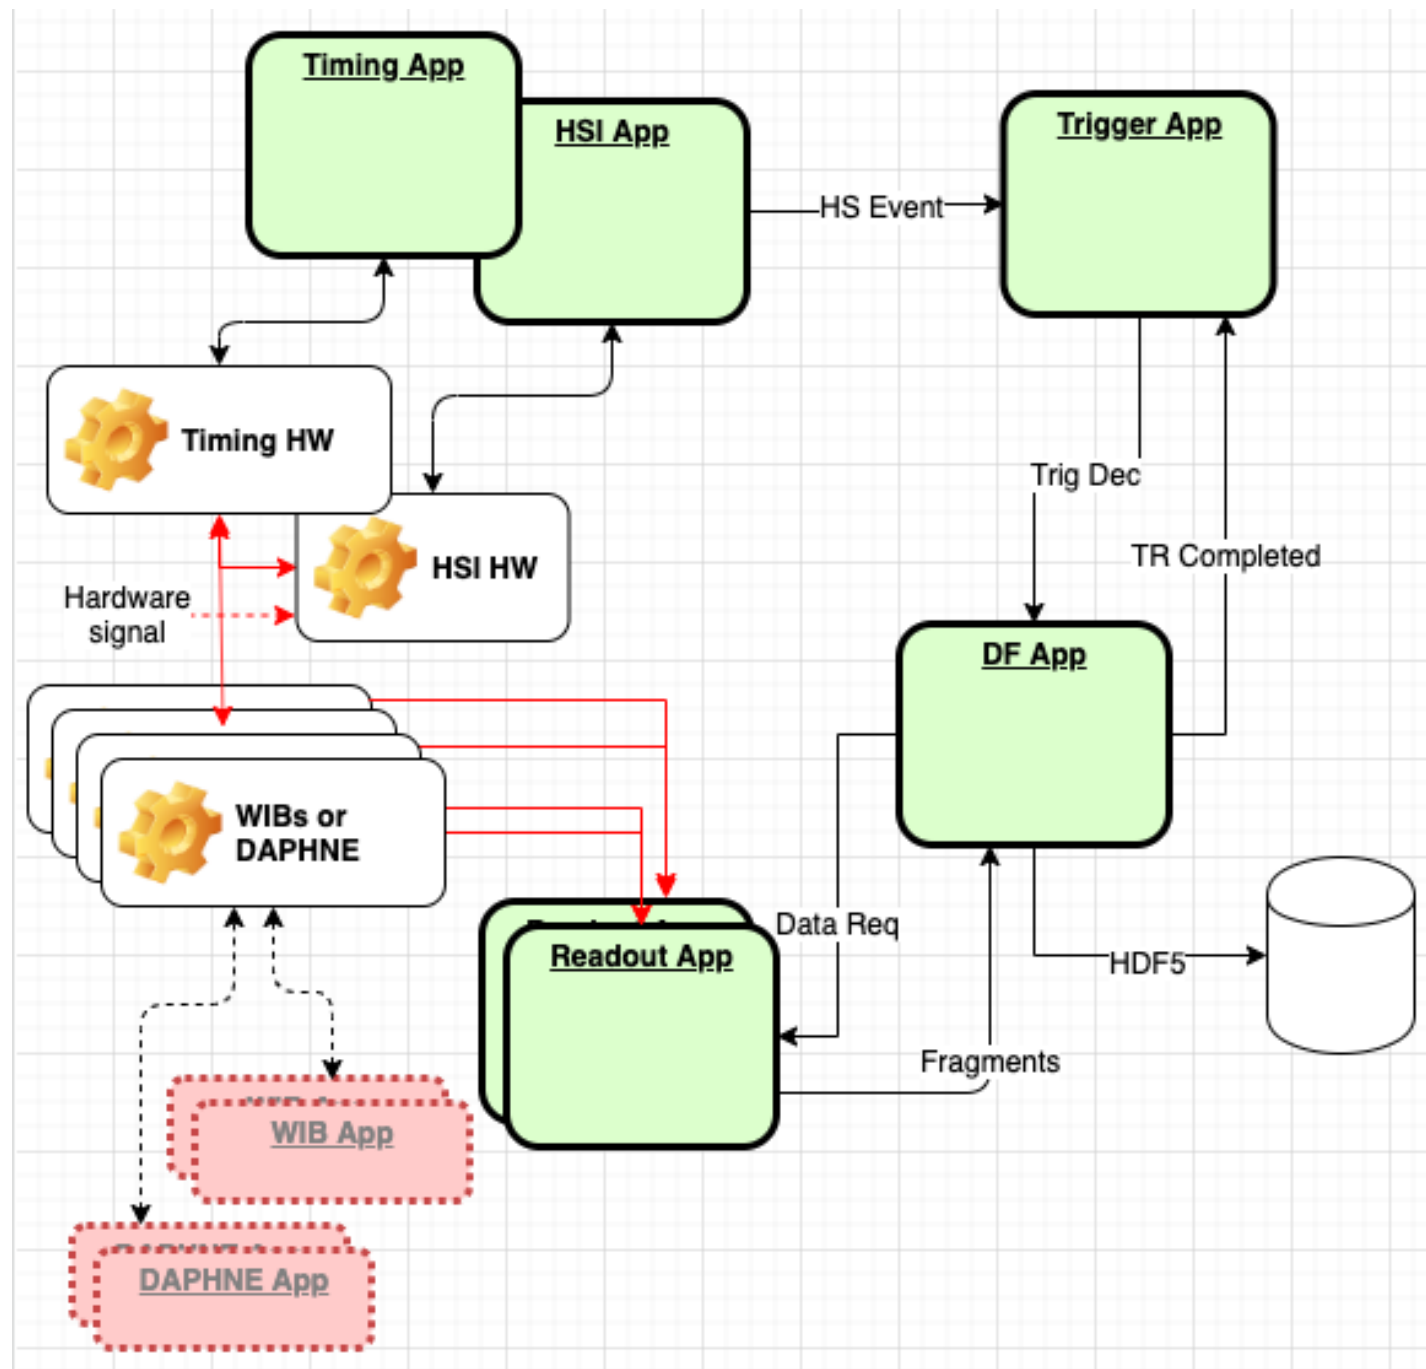 Timing App
HSI App
Trigger App
HS Event
Timing HW
HSI HW
Hardware
signal
Trig Dec
TR Completed
DF App
WIBs or
DAPHNE
Data Req
Readout App
HDF5
Fragments
WIB App
DAPHNE App